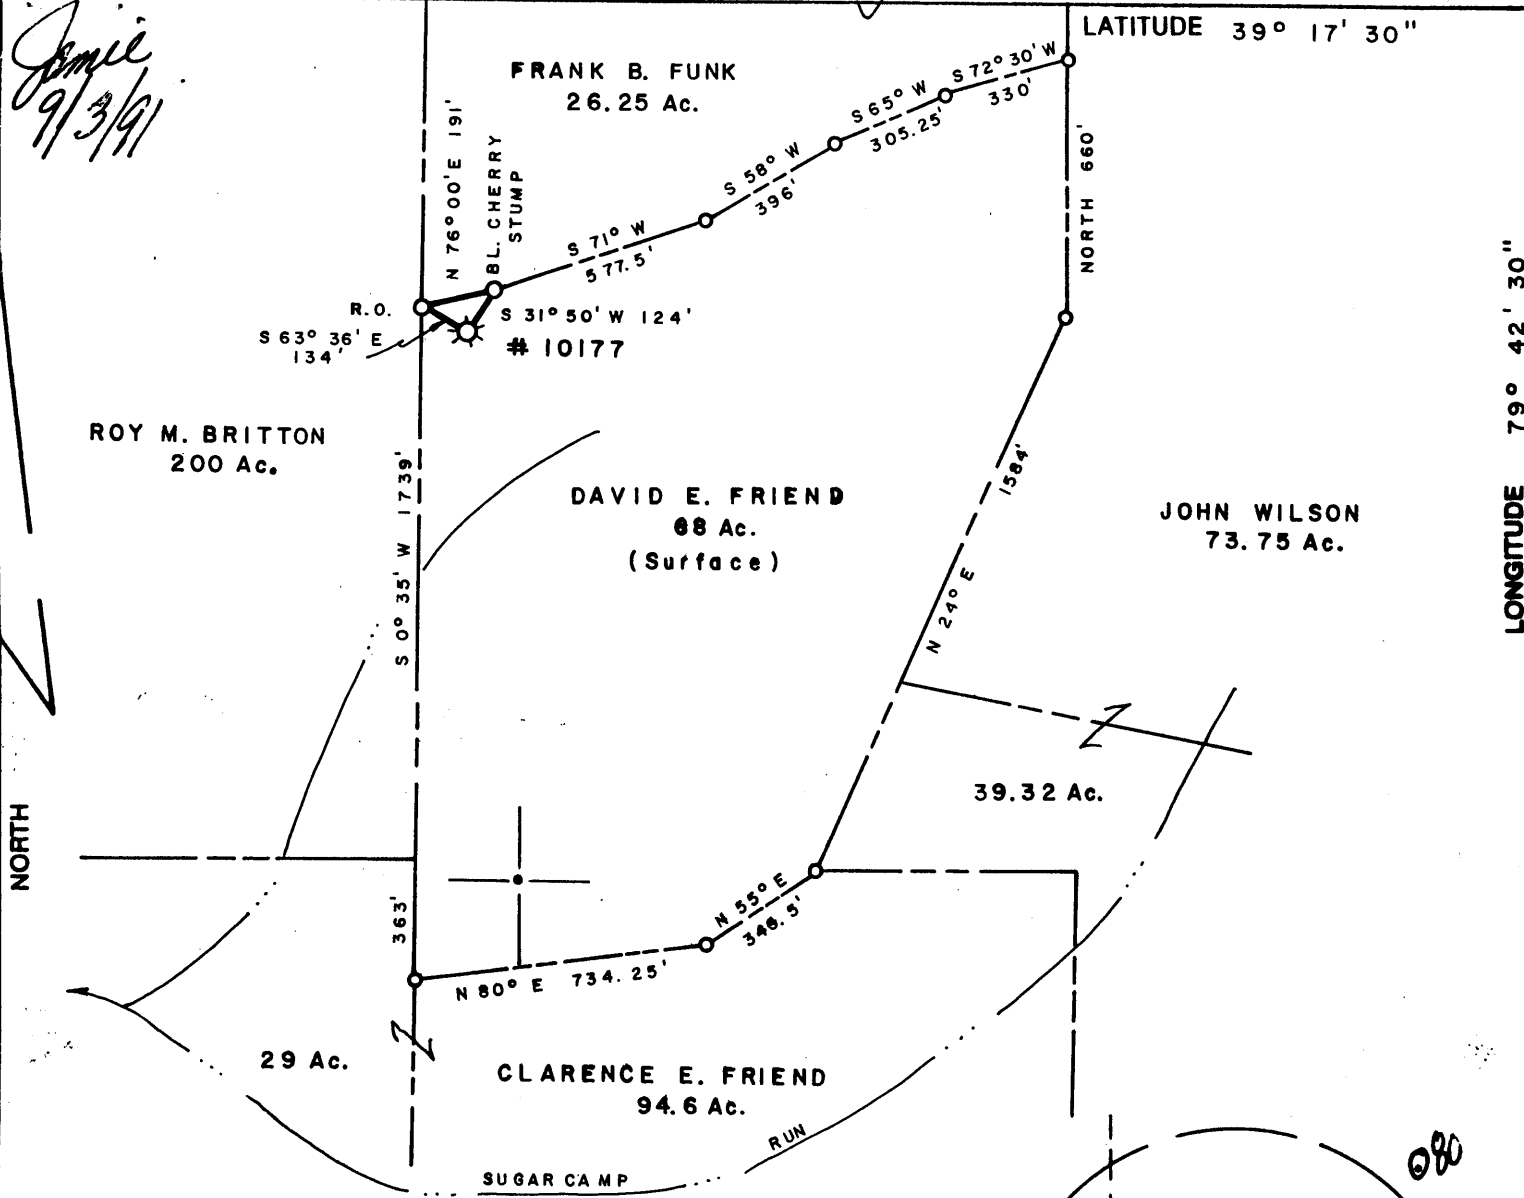 Jamie
9/3/91
LATITUDE 39° 17' 30"
LONGITUDE 79° 42' 30"
FRANK B. FUNK
26.25 Ac.
S 72° 30' W
330'
S 65° W
305.25'
S 58° W
396'
S 71° W
577.5'
N 76° 00' E 191'
BL. CHERRY
STUMP
NORTH 660'
R.O.
S 63° 36' E
134'
S 31° 50' W 124'
# 10177
ROY M. BRITTON
200 Ac.
S 0° 35' W 1739'
DAVID E. FRIEND
68 Ac.
(Surface)
N 24° E 1584'
JOHN WILSON
73.75 Ac.
39.32 Ac.
NORTH
363'
N 55° E
N 80° E 734.25'
29 Ac.
CLARENCE E. FRIEND
94.6 Ac.
SUGAR CAMP RUN
080